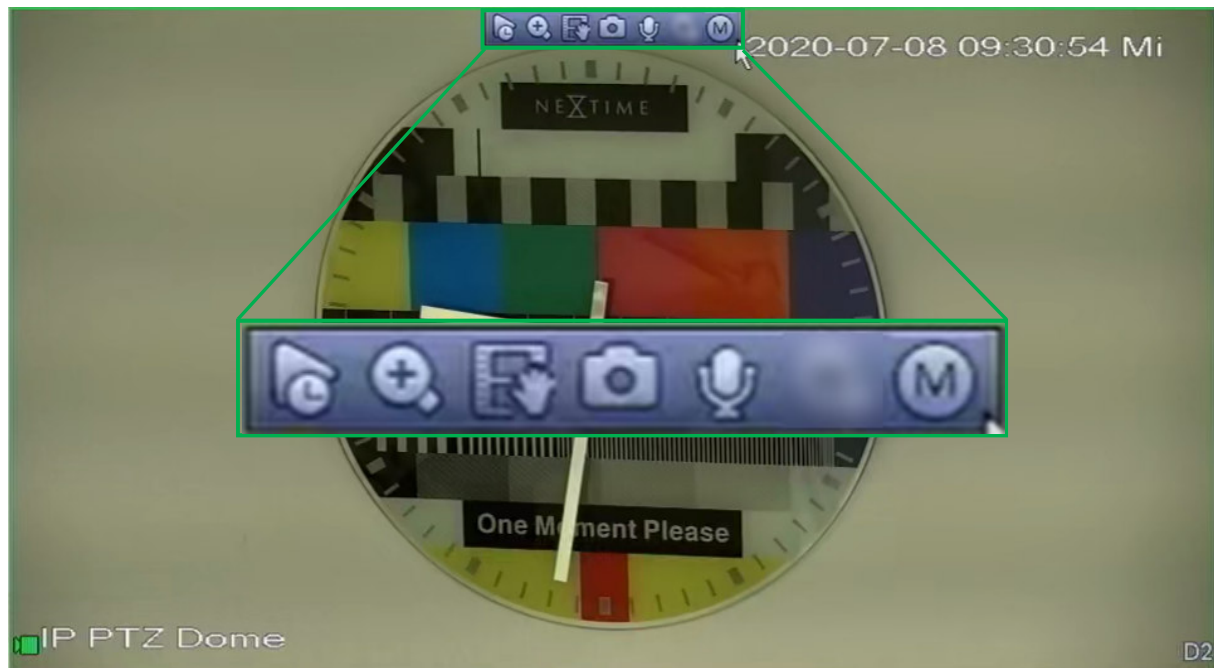 M
2020-07-08 09:30:54 Mi
NEXTIME
M
One Moment Please
IP PTZ Dome
D2